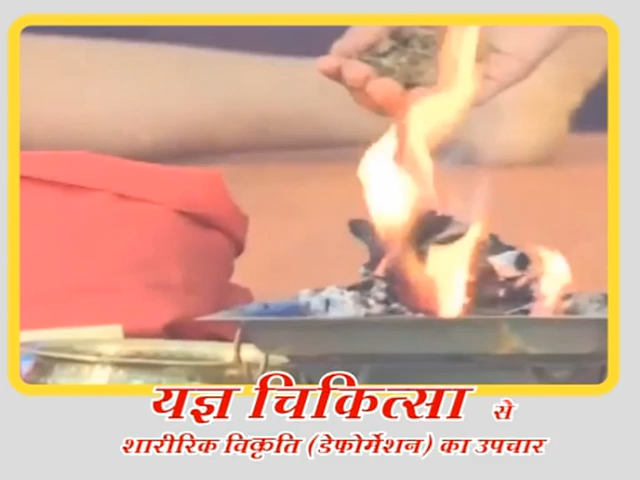 यज्ञ चिकित्सा से
शारीरिक विकृति (डेफोर्मेशन) का उपचार